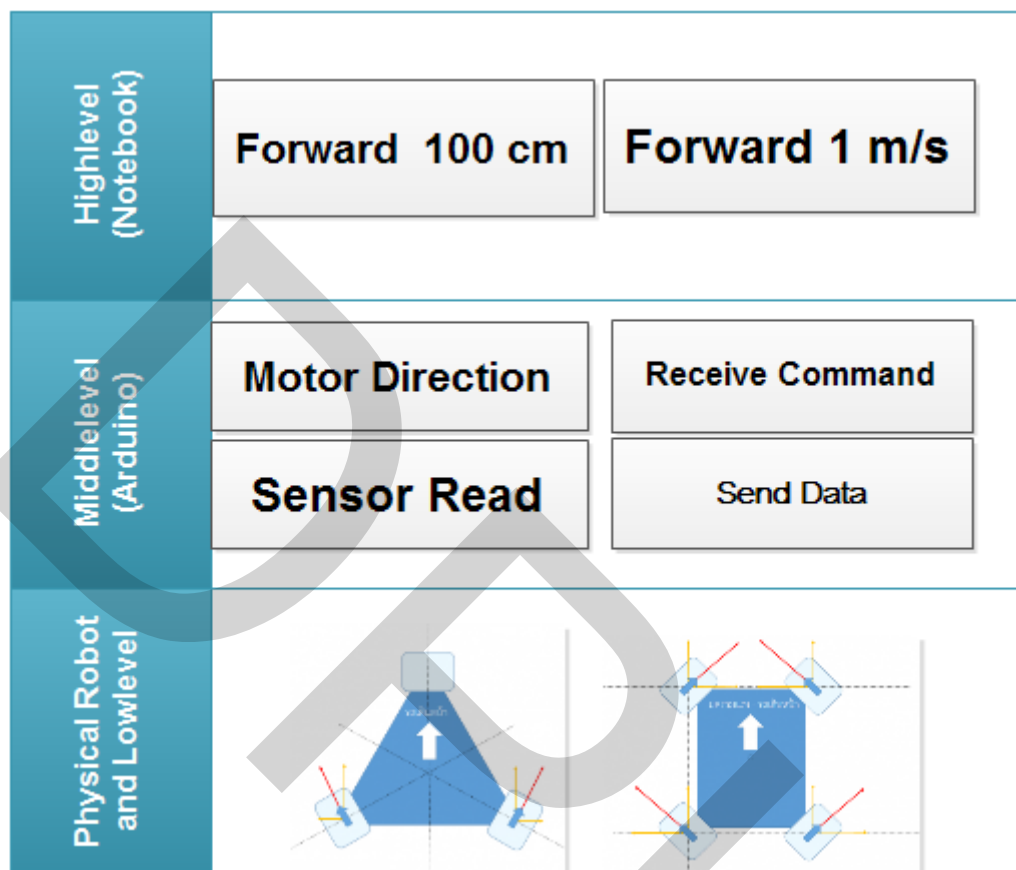 Highlevel
(Notebook)
Forward 100 cm
Forward 1 m/s
Middlelevel
(Arduino)
Motor Direction
Receive Command
Sensor Read
Send Data
Physical Robot
and Lowlevel